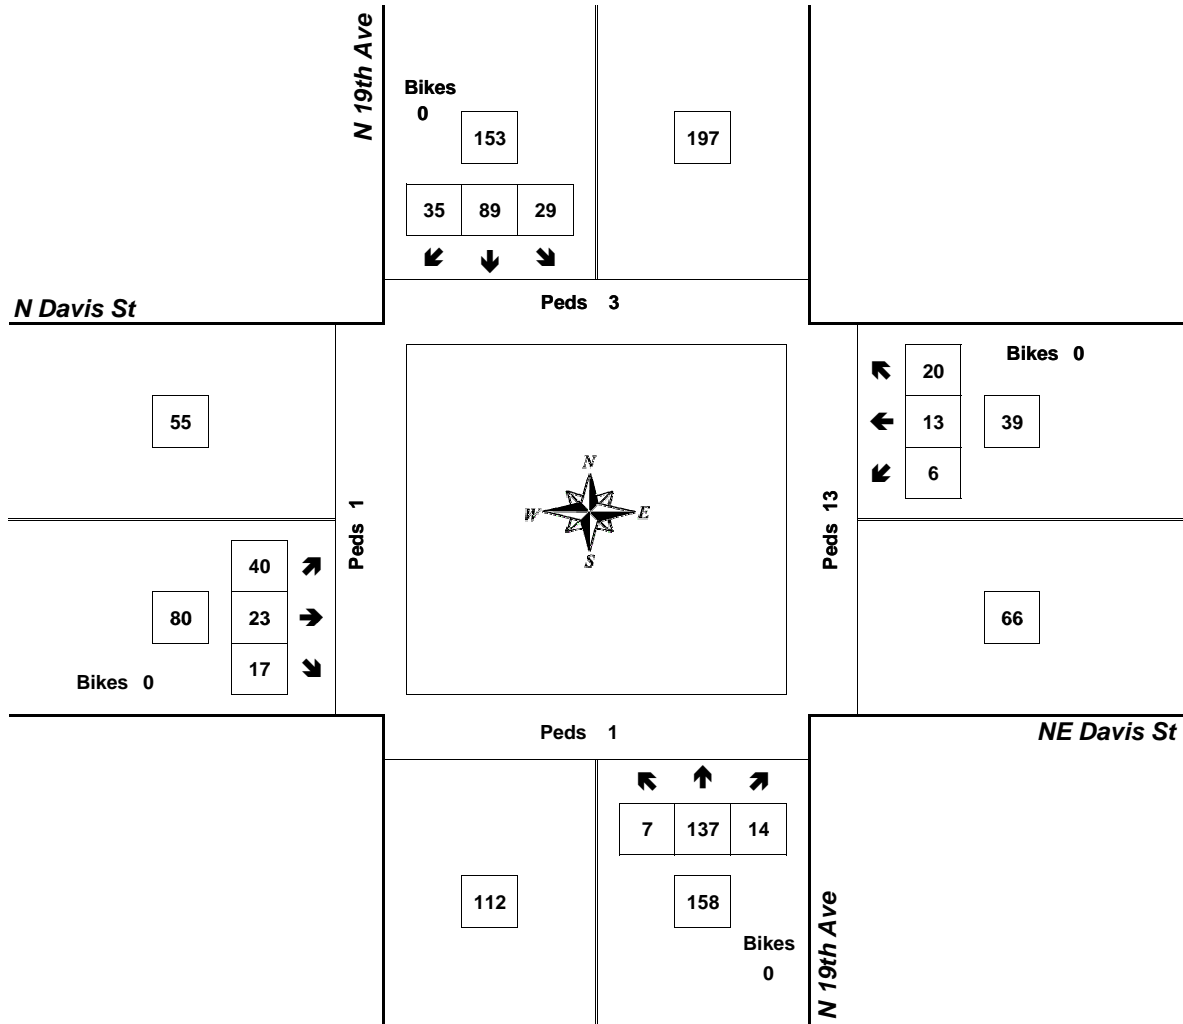 N 19th Ave
Bikes
0
153
197
35 89 29
N Davis St
Peds 3
Bikes 0
20
13
6
39
55
N
W E
S
Peds 1
Peds 13
40
23
17
80
66
Bikes 0
Peds 1
NE Davis St
7 137 14
112
158
Bikes
0
N 19th Ave